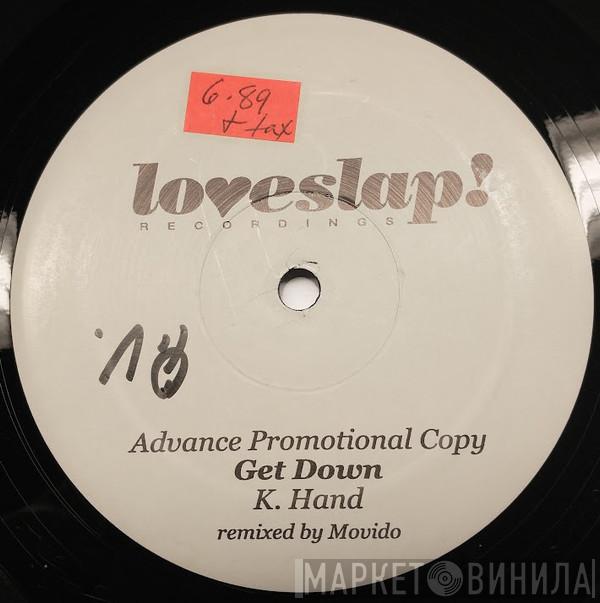 6.89
+ tax
loveslap!
RECORDINGS
Advance Promotional Copy
Get Down
K. Hand
remixed by Movido
МАРКЕТ ВИНИЛА